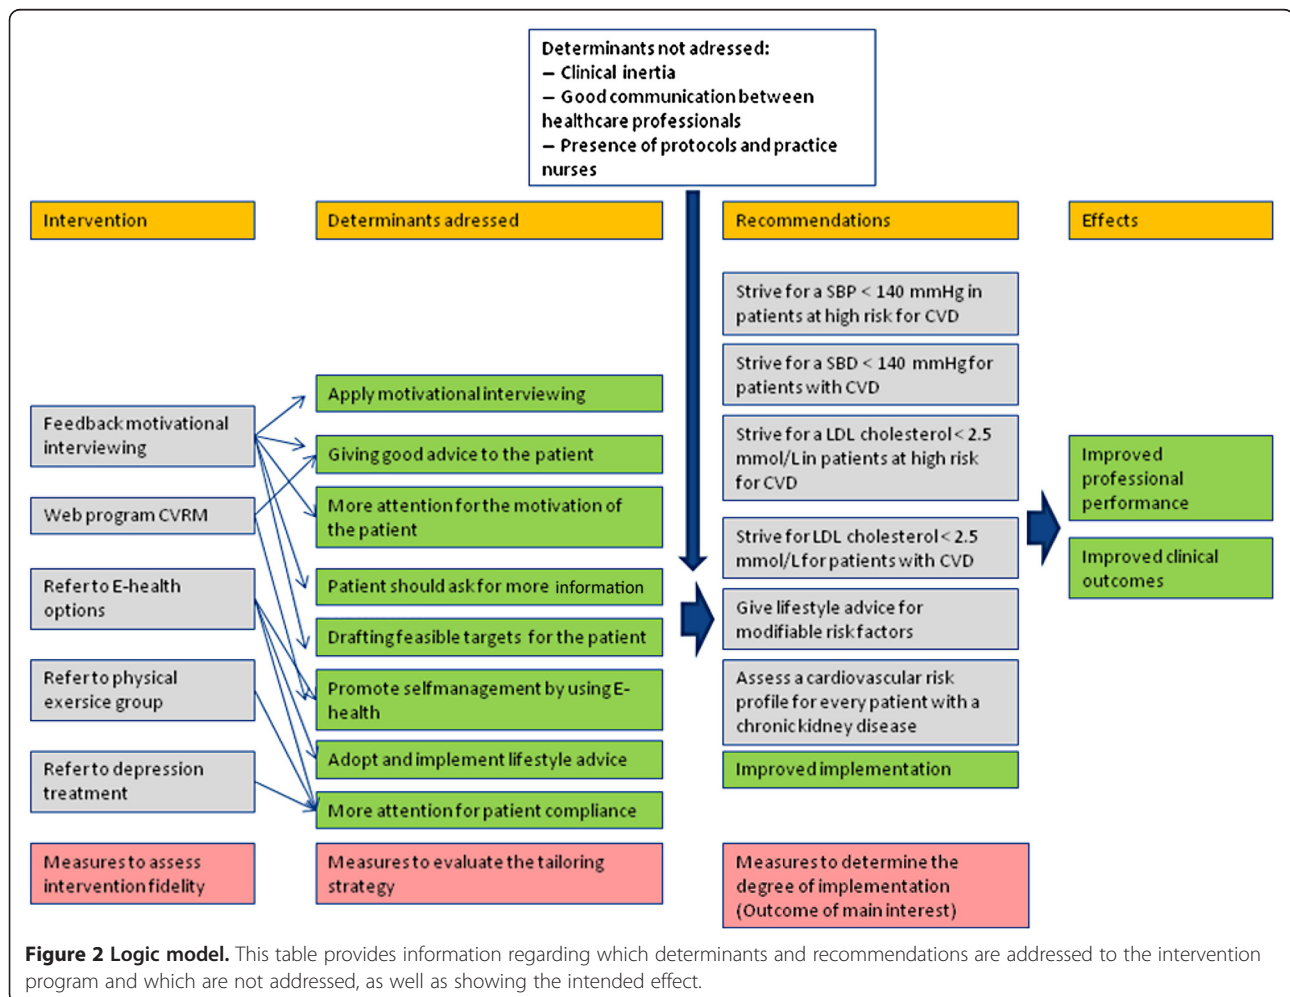 Determinants not adressed:
– Clinical inertia
– Good communication between
healthcare professionals
– Presence of protocols and practice
nurses
Intervention
Determinants adressed
Recommendations
Effects
Feedback motivational
interviewing
Web program CVRM
Refer to E-health
options
Refer to physical
exersice group
Refer to depression
treatment
Measures to assess
intervention fidelity
Apply motivational interviewing
Giving good advice to the patient
More attention for the motivation of
the patient
Patient should ask for more information
Drafting feasible targets for the patient
Promote selfmanagement by using E-
health
Adopt and implement lifestyle advice
More attention for patient compliance
Measures to evaluate the tailoring
strategy
Strive for a SBP < 140 mmHg in
patients at high risk for CVD
Strive for a SBD < 140 mmHg for
patients with CVD
Strive for a LDL cholesterol < 2.5
mmol/L in patients at high risk
for CVD
Strive for LDL cholesterol < 2.5
mmol/L for patients with CVD
Give lifestyle advice for
modifiable risk factors
Assess a cardiovascular risk
profile for every patient with a
chronic kidney disease
Improved implementation
Measures to determine the
degree of implementation
(Outcome of main interest)
Improved
professional
performance
Improved clinical
outcomes
Figure 2 Logic model. This table provides information regarding which determinants and recommendations are addressed to the intervention
program and which are not addressed, as well as showing the intended effect.